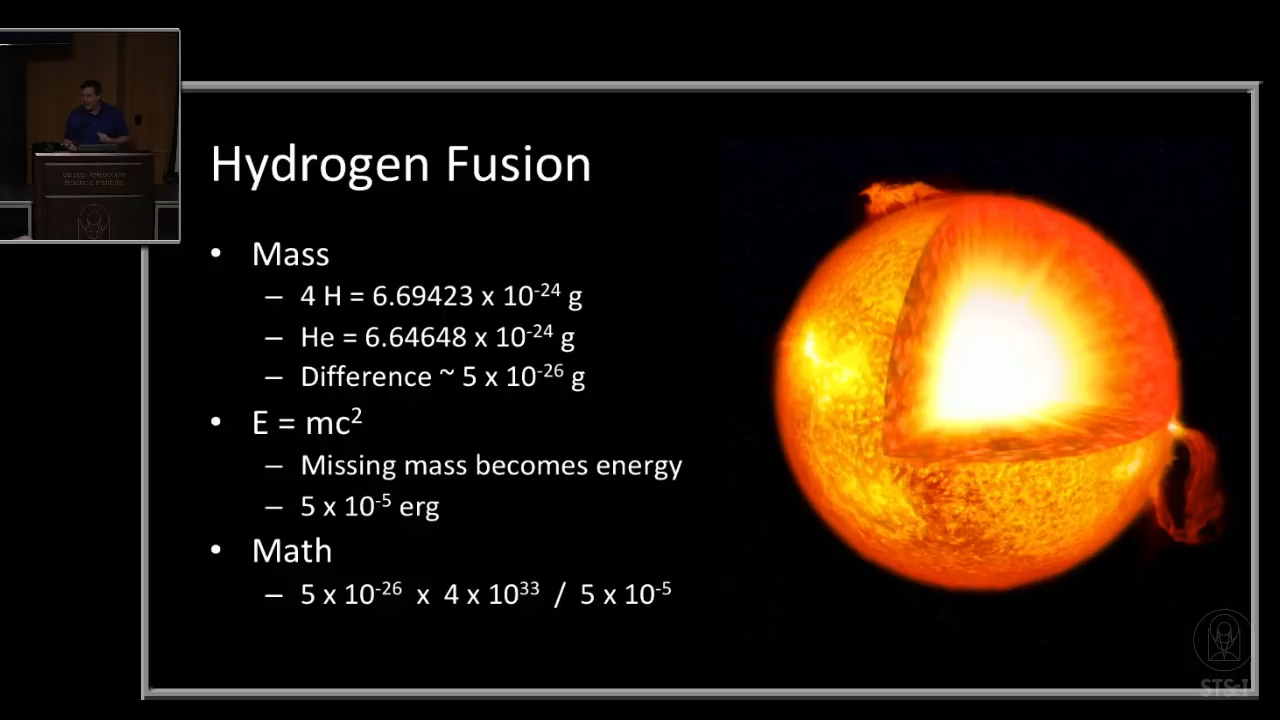 Space Telescope
Science Institute
Hydrogen Fusion
• Mass
– 4 H = 6.69423 x 10⁻²⁴ g
– He = 6.64648 x 10⁻²⁴ g
– Difference ~ 5 x 10⁻²⁶ g
• E = mc²
– Missing mass becomes energy
– 5 x 10⁻⁵ erg
• Math
– 5 x 10⁻²⁶ x 4 x 10³³ / 5 x 10⁻⁵
STScI